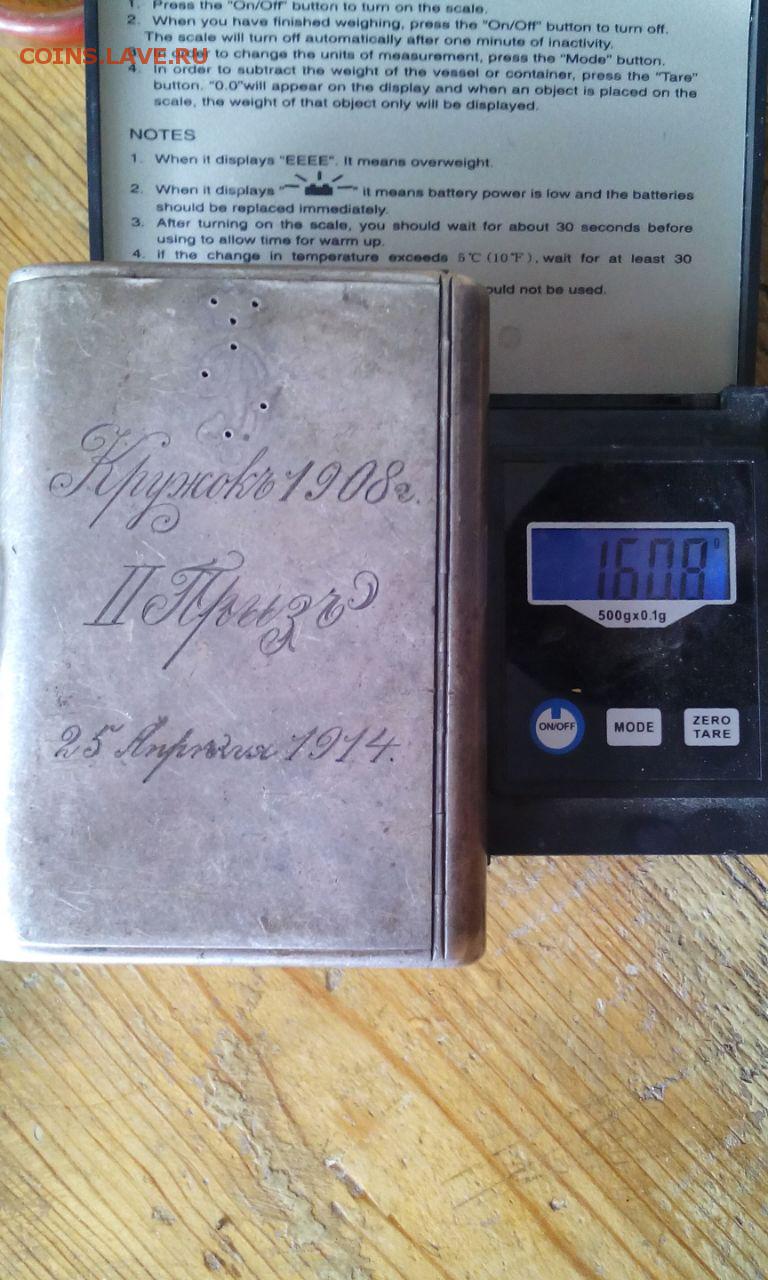 1. Press the "On/Off" button to turn on the scale.
2. When you have finished weighing, press the "On/Off" button to turn off.
The scale will turn off automatically after one minute of inactivity.
COINS.LAVE.RU
3. In order to change the units of measurement, press the "Mode" button.
4. In order to subtract the weight of the vessel or container, press the "Tare"
button. "0.0"will appear on the display and when an object is placed on the
scale, the weight of that object only will be displayed.
NOTES
1. When it displays "EEEE". It means overweight.
2. When it displays " " it means battery power is low and the batteries
should be replaced immediately.
3. After turning on the scale, you should wait for about 30 seconds before
using to allow time for warm up.
4. if the change in temperature exceeds 5℃(10℉), wait for at least 30
ould not be used.
Кружокъ 1908г.
II Призъ
25 Апрѣля 1914.
160.8 g
500gx0.1g
ON/OFF
MODE
ZERO
TARE